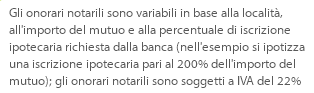 Gli onorari notarili sono variabili in base alla località,
all'importo del mutuo e alla percentuale di iscrizione
ipotecaria richiesta dalla banca (nell'esempio si ipotizza
una iscrizione ipotecaria pari al 200% dell'importo del
mutuo); gli onorari notarili sono soggetti a IVA del 22%